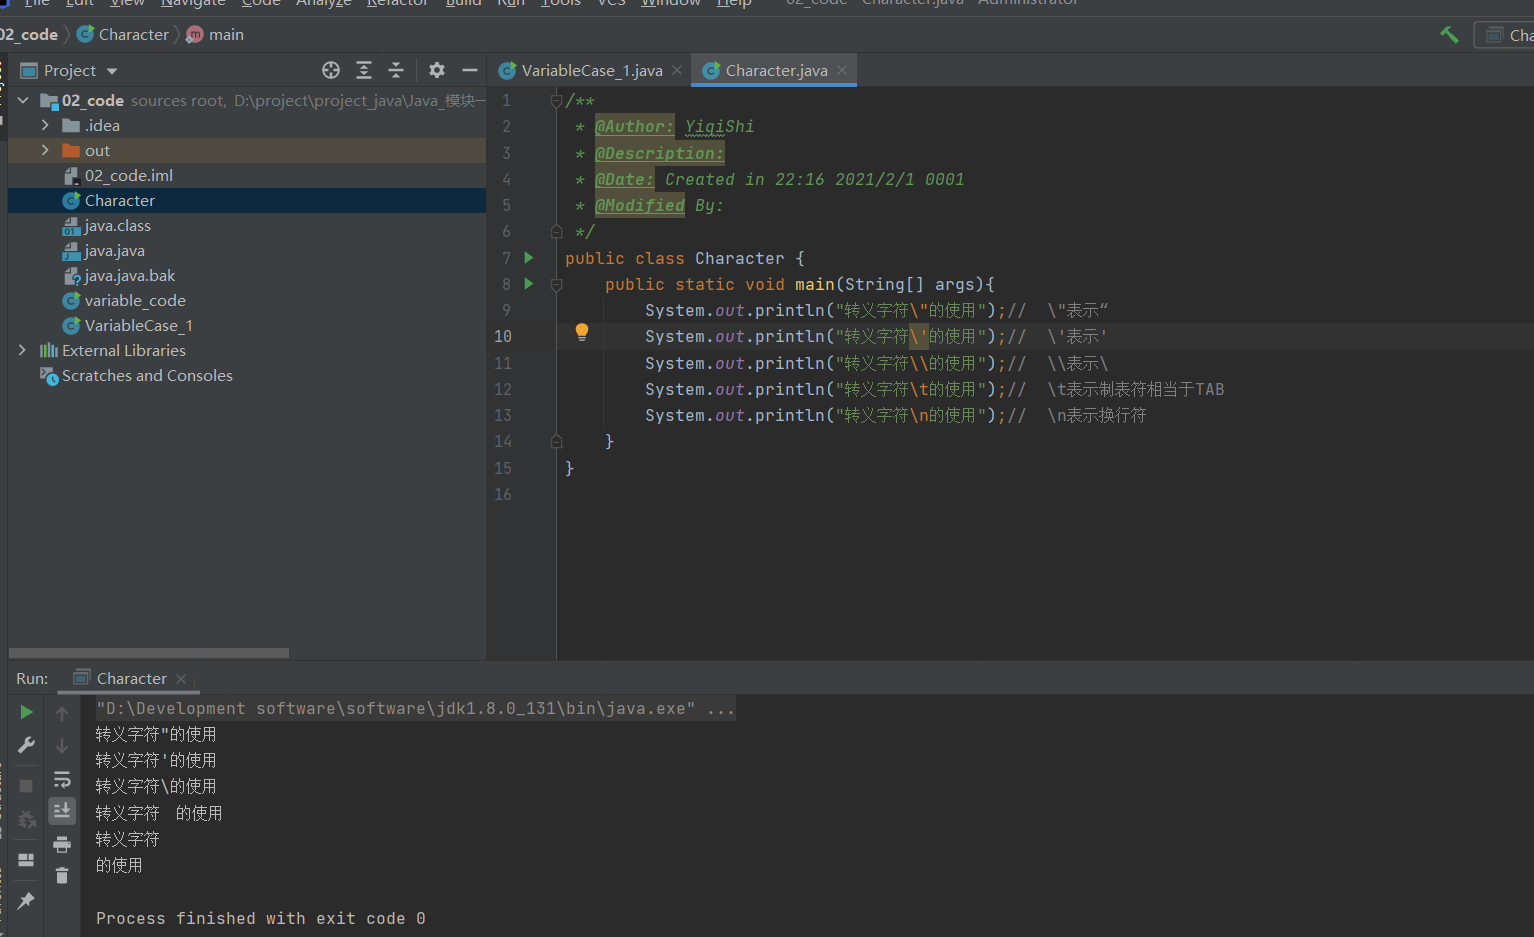 File Edit View Navigate Code Analyze Refactor Build Run Tools VCS Window Help 02_code - Character.java - Administrator
02_code Character main
Cha
Project
VariableCase_1.java Character.java
02_code sources root, D:\project\project_java\Java_模块一
.idea
out
02_code.iml
Character
java.class
java.java
java.java.bak
variable_code
VariableCase_1
External Libraries
Scratches and Consoles
1 /**
2 * @Author: YiqiShi
3 * @Description:
4 * @Date: Created in 22:16 2021/2/1 0001
5 * @Modified By:
6 */
7 public class Character {
8 public static void main(String[] args){
9 System.out.println("转义字符\"的使用");// \"表示“
10 System.out.println("转义字符\'的使用");// \'表示'
11 System.out.println("转义字符\\的使用");// \\表示\
12 System.out.println("转义字符\t的使用");// \t表示制表符相当于TAB
13 System.out.println("转义字符\n的使用");// \n表示换行符
14 }
15 }
16
Run: Character
"D:\Development software\software\jdk1.8.0_131\bin\java.exe" ...
转义字符"的使用
转义字符'的使用
转义字符\的使用
转义字符 的使用
转义字符
的使用
Process finished with exit code 0